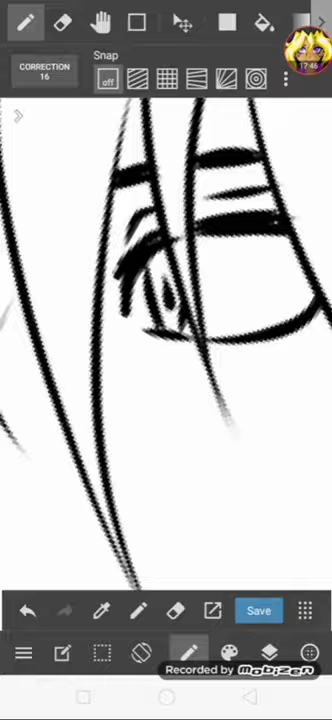 Snap
CORRECTION
16
off
17:46
Save
Recorded by MOBIZEN